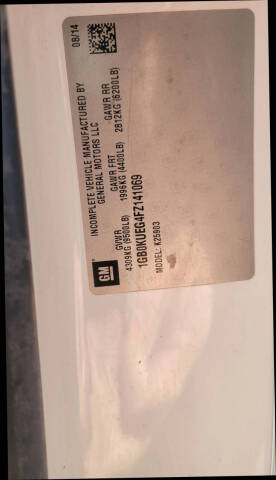 INCOMPLETE VEHICLE MANUFACTURED BY
GENERAL MOTORS LLC
08/14
GM
GVWR GAWR FRT GAWR RR
4309KG (9500LB) 1996KG (4400LB) 2812KG (6200LB)
1GB0KUEG4FZ141069
MODEL: K25903